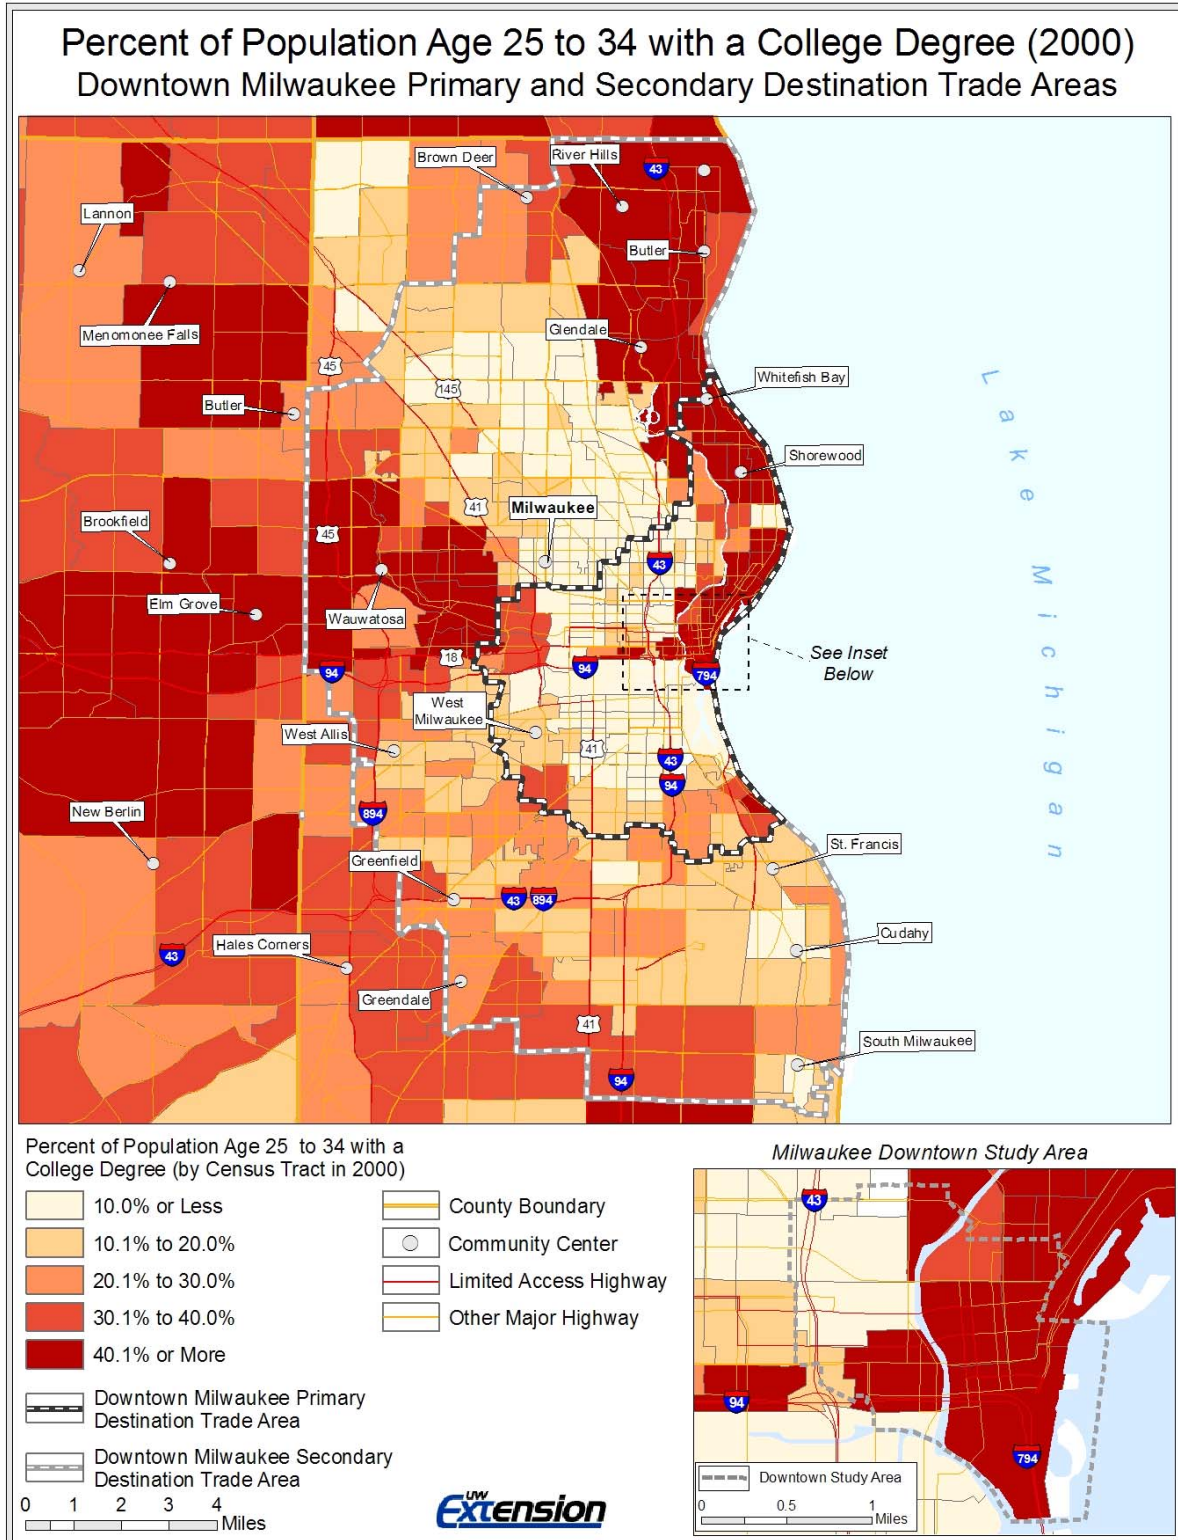 Percent of Population Age 25 to 34 with a College Degree (2000)
Downtown Milwaukee Primary and Secondary Destination Trade Areas
Brown Deer
River Hills
43
Lannon
Butler
Menomonee Falls
Glendale
45
145
Whitefish Bay
Butler
Shorewood
41
Milwaukee
Brookfield
45
43
Elm Grove
Wauwatosa
18
94
94
794
See Inset
Below
Lake Michigan
West
Milwaukee
West Allis
41
43
94
894
New Berlin
Greenfield
St. Francis
43
894
Hales Corners
Cudahy
43
Greendale
41
South Milwaukee
94
Percent of Population Age 25 to 34 with a
College Degree (by Census Tract in 2000)
10.0% or Less
10.1% to 20.0%
20.1% to 30.0%
30.1% to 40.0%
40.1% or More
Downtown Milwaukee Primary
Destination Trade Area
Downtown Milwaukee Secondary
Destination Trade Area
0 1 2 3 4
Miles
County Boundary
Community Center
Limited Access Highway
Other Major Highway
UW
Extension
Milwaukee Downtown Study Area
43
94
794
Downtown Study Area
0 0.5 1
Miles